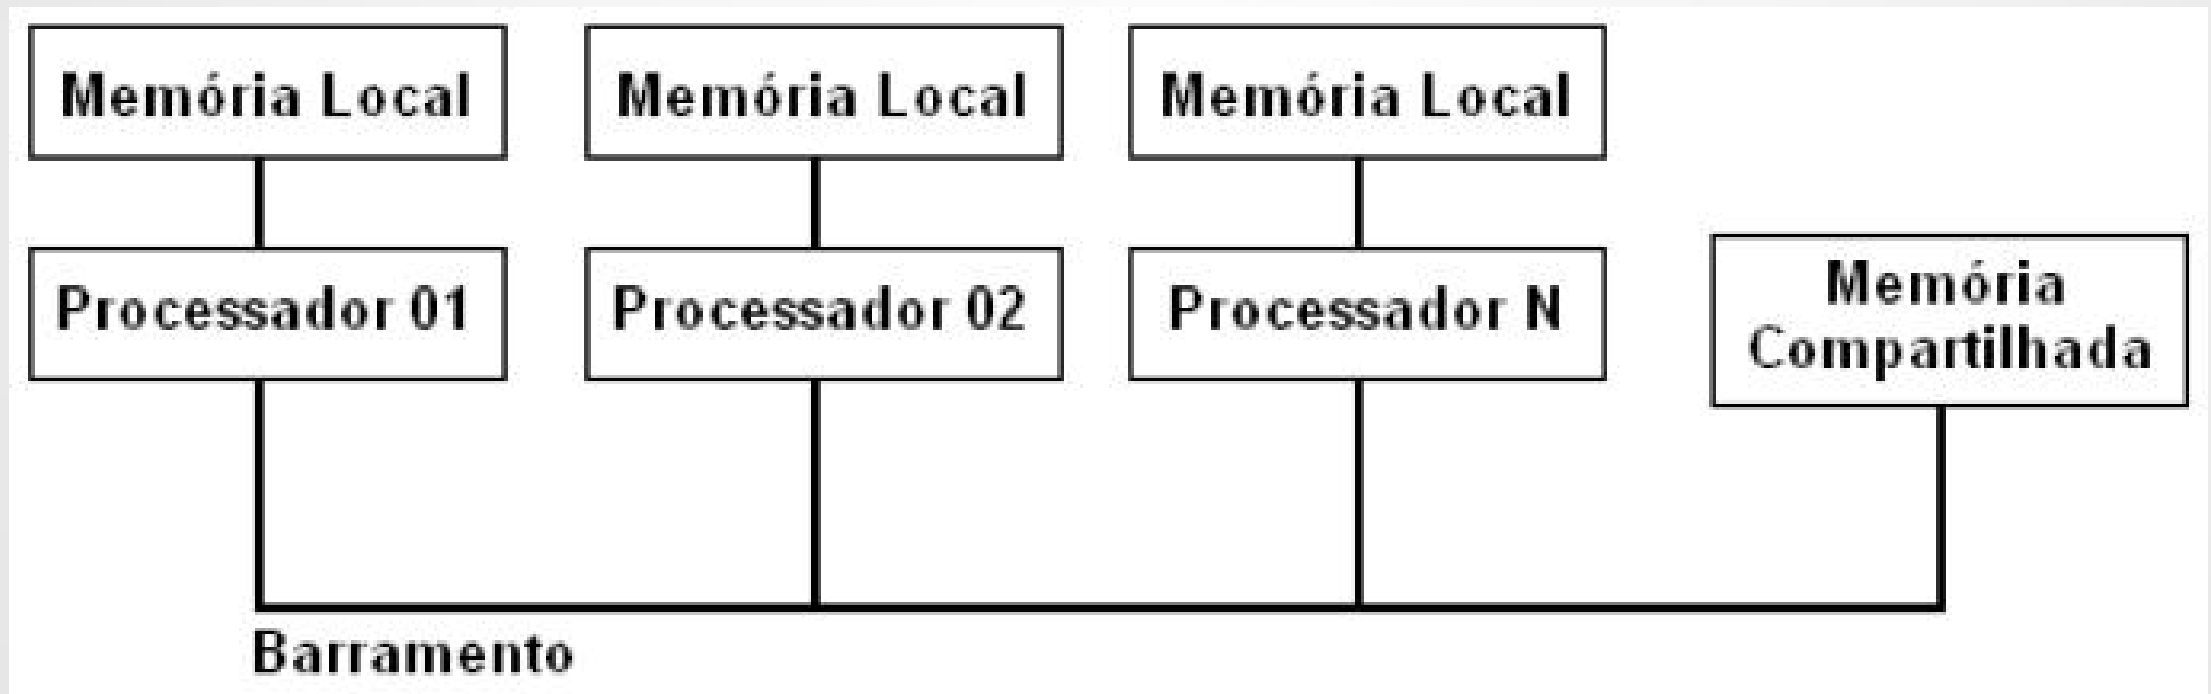 Memória Local
Memória Local
Memória Local
Processador 01
Processador 02
Processador N
Memória
Compartilhada
Barramento